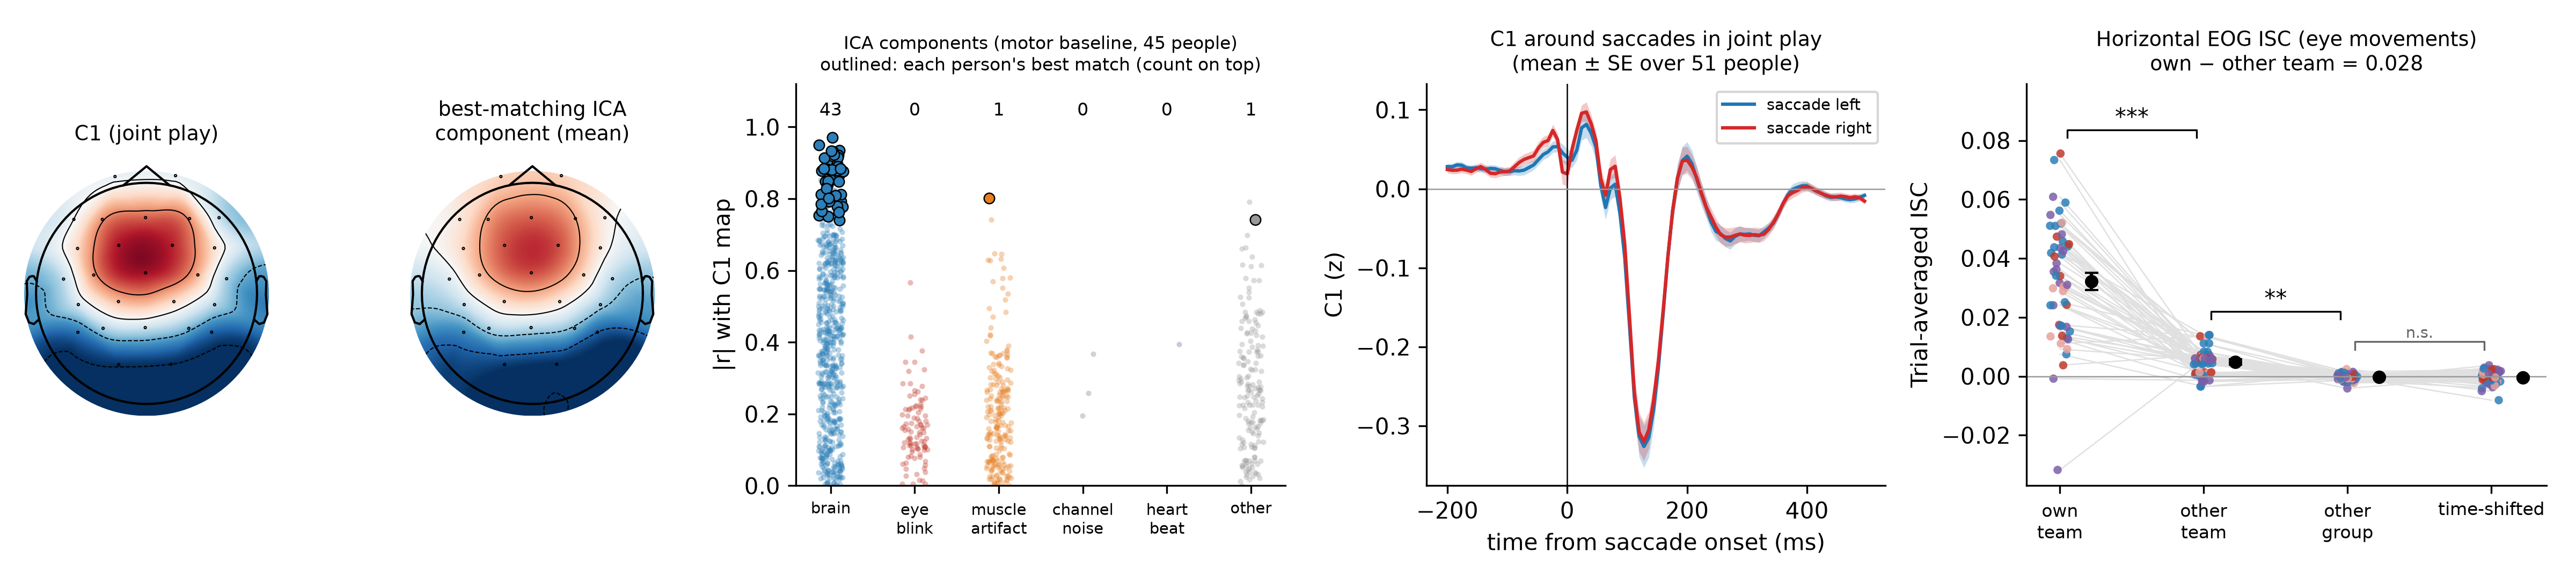 C1 (joint play)
best-matching ICA
component (mean)
ICA components (motor baseline, 45 people)
outlined: each person's best match (count on top)
43
0
1
0
0
1
|r| with C1 map
1.0
0.8
0.6
0.4
0.2
0.0
brain
eye
blink
muscle
artifact
channel
noise
heart
beat
other
C1 around saccades in joint play
(mean ± SE over 51 people)
saccade left
saccade right
C1 (z)
0.1
0.0
−0.1
−0.2
−0.3
−200
0
200
400
time from saccade onset (ms)
Horizontal EOG ISC (eye movements)
own − other team = 0.028
***
**
n.s.
Trial-averaged ISC
0.08
0.06
0.04
0.02
0.00
−0.02
own
team
other
team
other
group
time-shifted